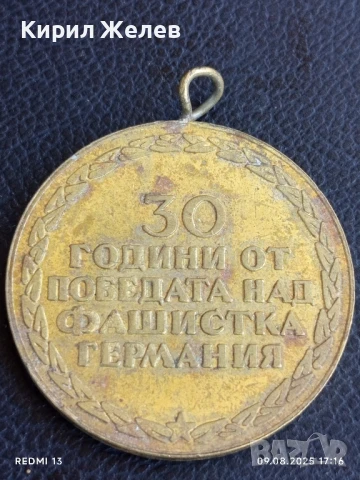 Кирил Желев
30
ГОДИНИ ОТ
ПОБЕДАТА НАД
ФАШИСТКА
ГЕРМАНИЯ
REDMI 13
09.08.2025 17:16